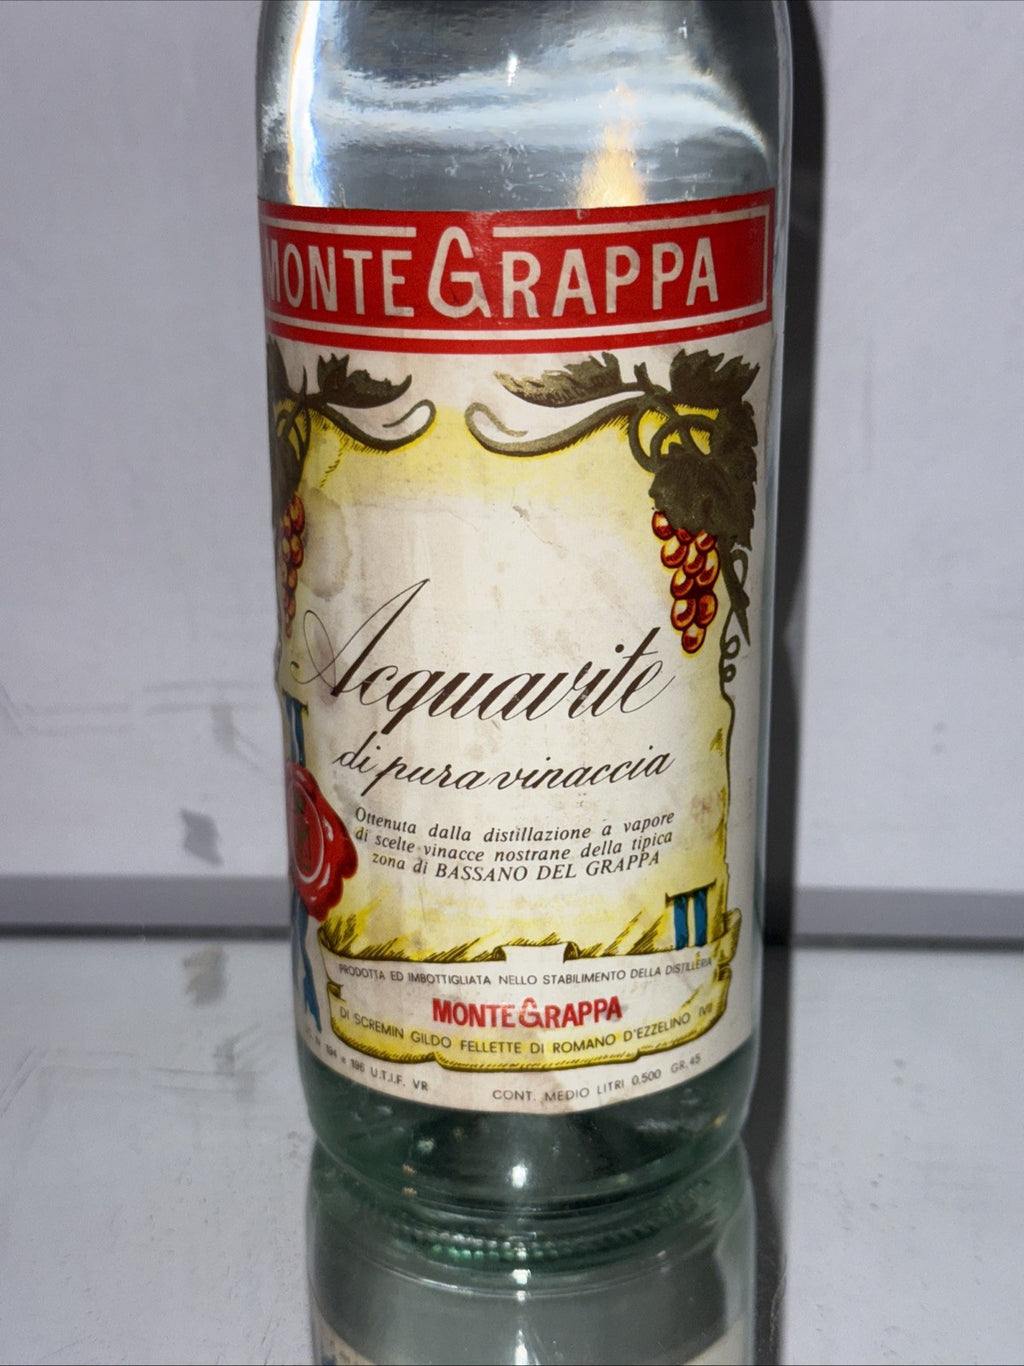 MONTEGRAPPA
Acquavite
di pura vinaccia
Ottenuta dalla distillazione a vapore
di scelte vinacce nostrane della tipica
zona di BASSANO DEL GRAPPA
PRODOTTA ED IMBOTTIGLIATA NELLO STABILIMENTO DELLA DISTILLERIA
MONTEGRAPPA
DI SCREMIN GILDO FELLETTE DI ROMANO D'EZZELINO (VI)
N 194 e 196 U.T.I.F. VR
CONT. MEDIO LITRI 0,500 GR. 45